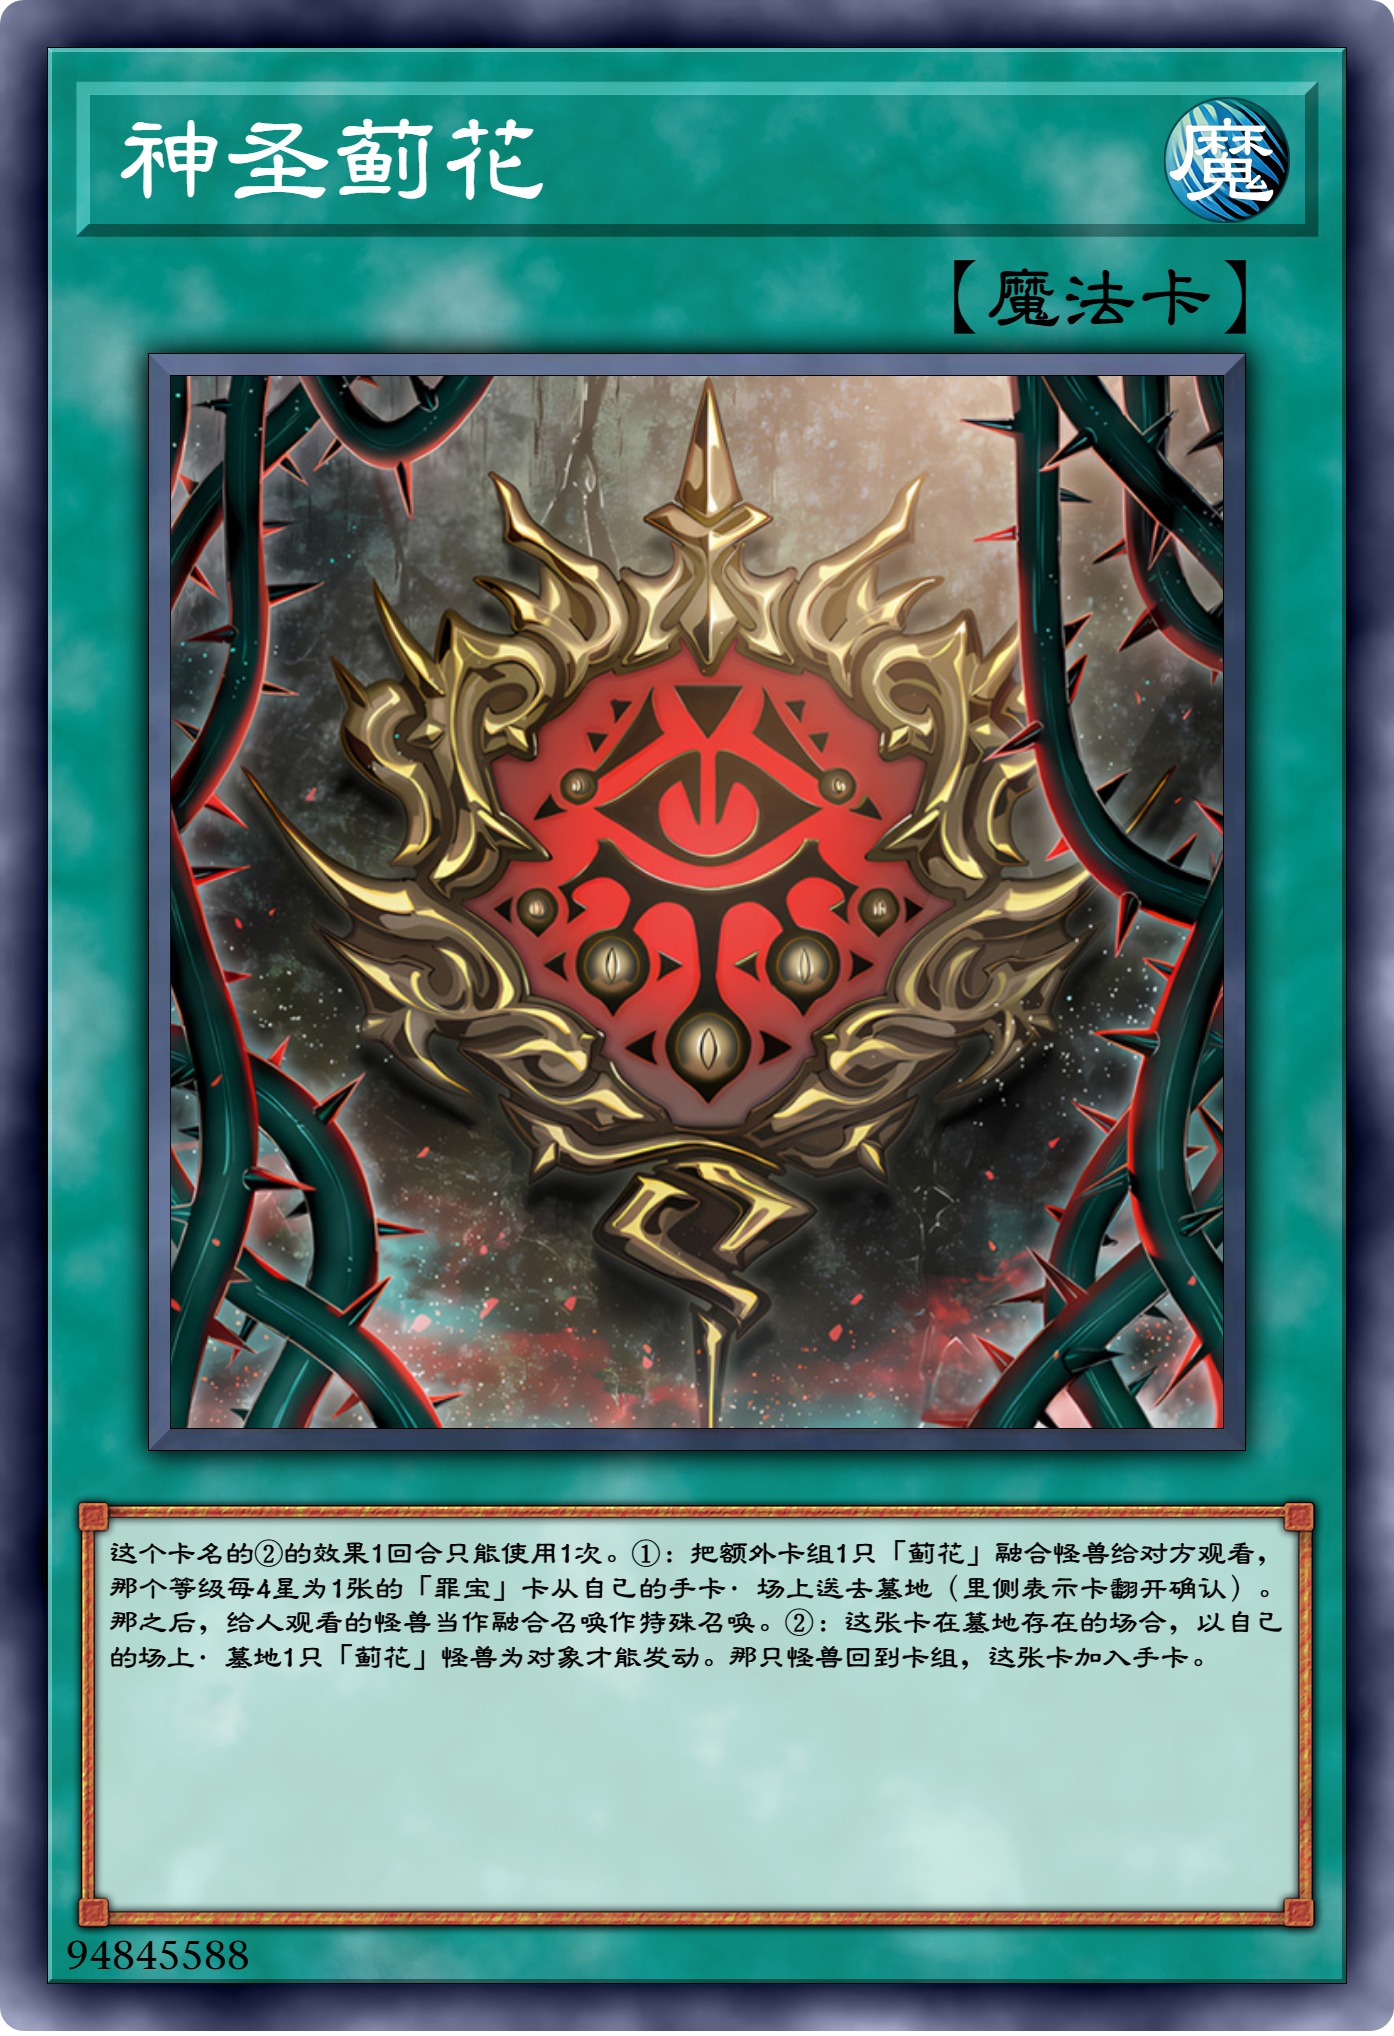 神圣蓟花
魔
【魔法卡】
这个卡名的②的效果1回合只能使用1次。①：把额外卡组1只「蓟花」融合怪兽给对方观看，
那个等级每4星为1张的「罪宝」卡从自己的手卡·场上送去墓地（里侧表示卡翻开确认）。
那之后，给人观看的怪兽当作融合召唤作特殊召唤。②：这张卡在墓地存在的场合，以自己
的场上·墓地1只「蓟花」怪兽为对象才能发动。那只怪兽回到卡组，这张卡加入手卡。
94845588